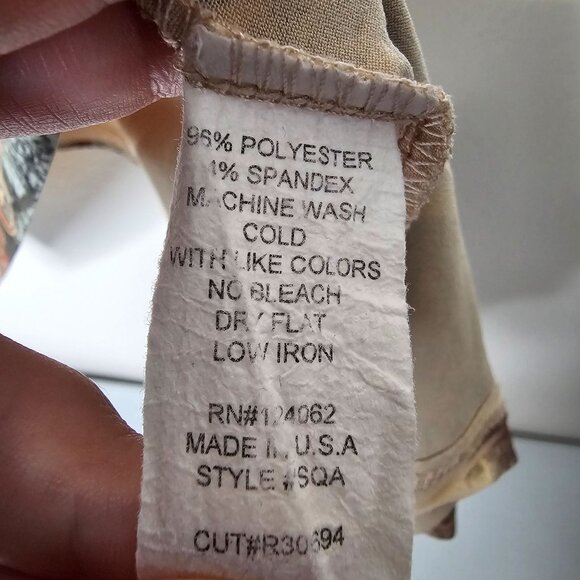 96% POLYESTER
4% SPANDEX
MACHINE WASH
COLD
WITH LIKE COLORS
NO BLEACH
DRY FLAT
LOW IRON
RN#124062
MADE IN U.S.A
STYLE #SQA
CUT#R30694